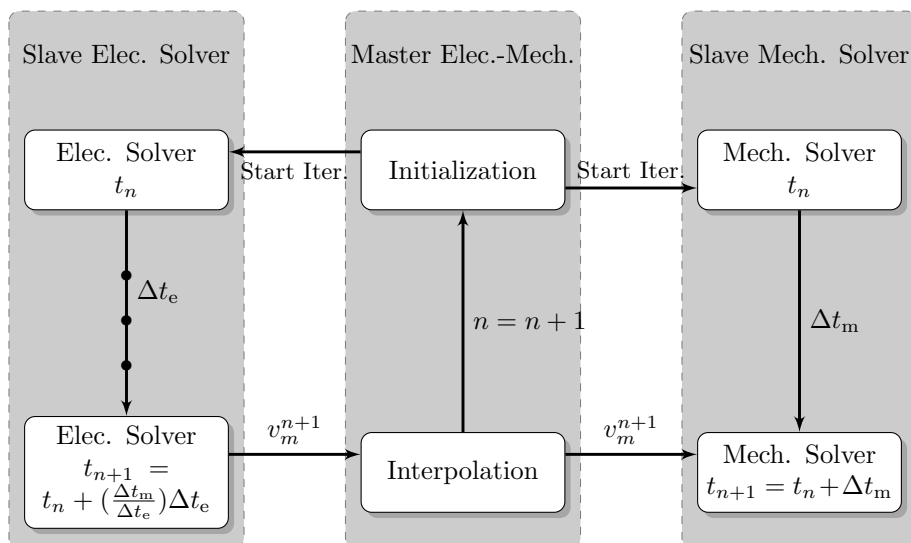 Slave Elec. Solver
Master Elec.-Mech.
Slave Mech. Solver
Elec. Solver
t_n
Start Iter.
Initialization
Start Iter.
Mech. Solver
t_n
Δt_e
n = n + 1
Δt_m
Elec. Solver
t_{n+1} =
t_n + (\frac{Δt_m}{Δt_e})Δt_e
v_m^{n+1}
Interpolation
v_m^{n+1}
Mech. Solver
t_{n+1} = t_n + Δt_m